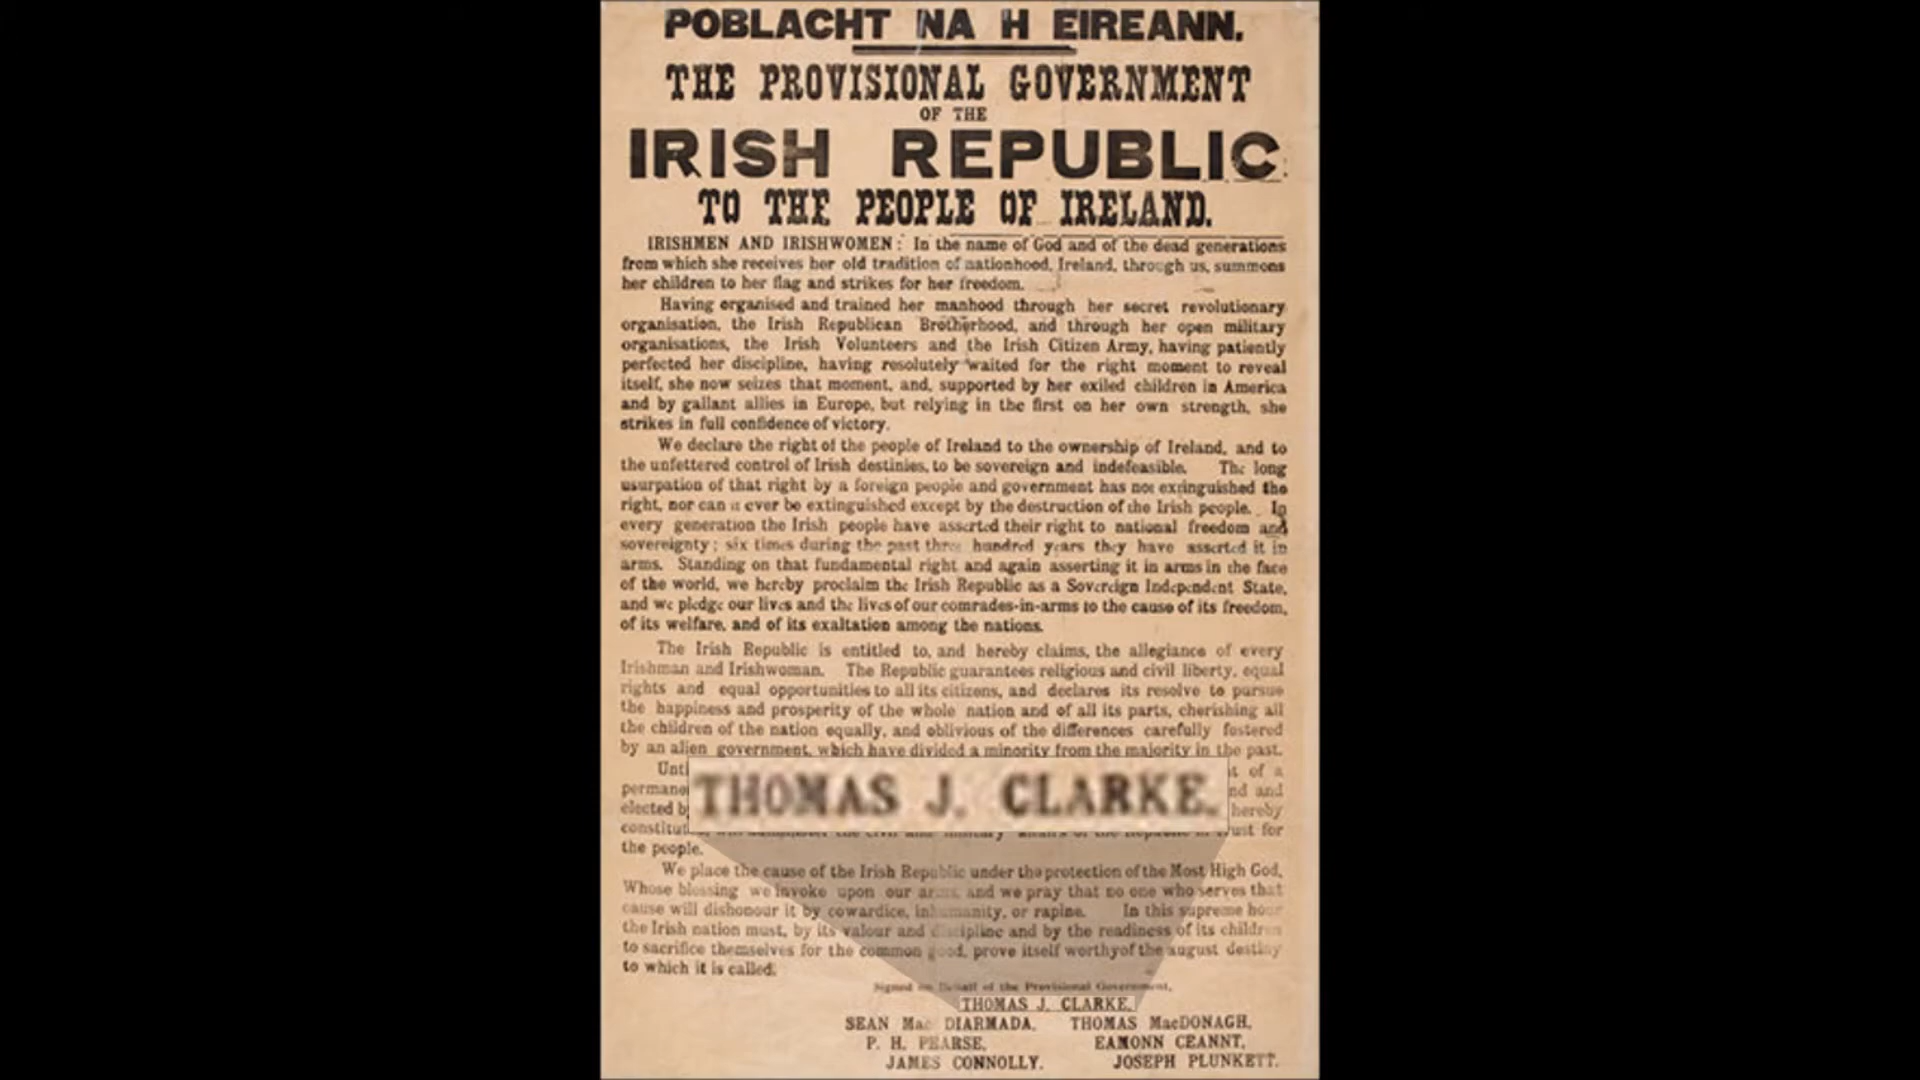 POBLACHT NA H EIREANN.
THE PROVISIONAL GOVERNMENT
OF THE
IRISH REPUBLIC
TO THE PEOPLE OF IRELAND.
IRISHMEN AND IRISHWOMEN: In the name of God and of the dead generations
from which she receives her old tradition of nationhood, Ireland, through us, summons
her children to her flag and strikes for her freedom.
Having organised and trained her manhood through her secret revolutionary
organisation, the Irish Republican Brotherhood, and through her open military
organisations, the Irish Volunteers and the Irish Citizen Army, having patiently
perfected her discipline, having resolutely waited for the right moment to reveal
itself, she now seizes that moment, and, supported by her exiled children in America
and by gallant allies in Europe, but relying in the first on her own strength, she
strikes in full confidence of victory.
We declare the right of the people of Ireland to the ownership of Ireland, and to
the unfettered control of Irish destinies, to be sovereign and indefeasible. The long
usurpation of that right by a foreign people and government has not extinguished the
right, nor can it ever be extinguished except by the destruction of the Irish people. In
every generation the Irish people have asserted their right to national freedom and
sovereignty; six times during the past three hundred years they have asserted it in
arms. Standing on that fundamental right and again asserting it in arms in the face
of the world, we hereby proclaim the Irish Republic as a Sovereign Independent State,
and we pledge our lives and the lives of our comrades-in-arms to the cause of its freedom,
of its welfare, and of its exaltation among the nations.
The Irish Republic is entitled to, and hereby claims, the allegiance of every
Irishman and Irishwoman. The Republic guarantees religious and civil liberty, equal
rights and equal opportunities to all its citizens, and declares its resolve to pursue
the happiness and prosperity of the whole nation and of all its parts, cherishing all
the children of the nation equally, and oblivious of the differences carefully fostered
by an alien government, which have divided a minority from the majority in the past.
of a
THOMAS J. CLARKE.
and
elected hereby
for
the people.
We place the cause of the Irish Republic under the protection of the Most High God,
Whose blessing we invoke upon our arms, and we pray that no one who serves that
cause will dishonour it by cowardice, inhumanity, or rapine. In this supreme hour
the Irish nation must, by its valour and discipline and by the readiness of its children
to sacrifice themselves for the common good, prove itself worthy of the august destiny
to which it is called.
Signed on Behalf of the Provisional Government,
THOMAS J. CLARKE,
SEAN Mac DIARMADA, THOMAS MacDONAGH,
P. H. PEARSE, EAMONN CEANNT,
JAMES CONNOLLY. JOSEPH PLUNKETT.